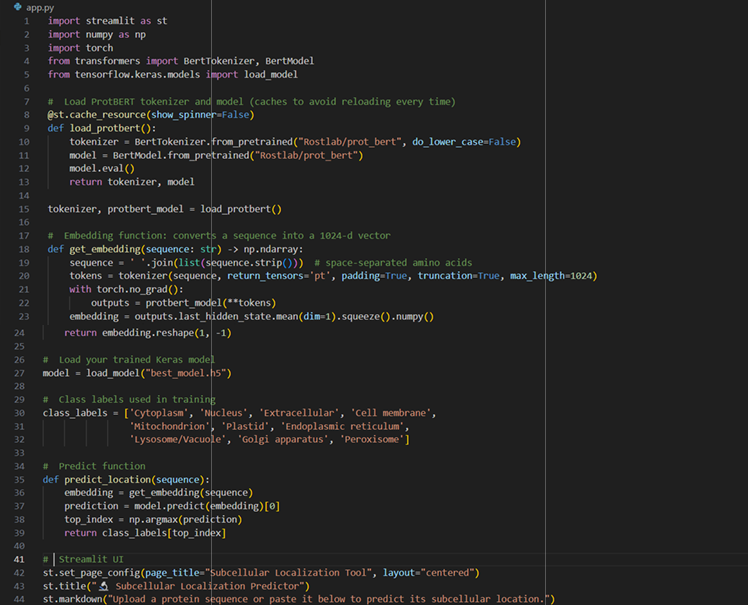 app.py
1 import streamlit as st
2 import numpy as np
3 import torch
4 from transformers import BertTokenizer, BertModel
5 from tensorflow.keras.models import load_model
6
7 # Load ProtBERT tokenizer and model (caches to avoid reloading every time)
8 @st.cache_resource(show_spinner=False)
9 def load_protbert():
10     tokenizer = BertTokenizer.from_pretrained("Rostlab/prot_bert", do_lower_case=False)
11     model = BertModel.from_pretrained("Rostlab/prot_bert")
12     model.eval()
13     return tokenizer, model
14
15 tokenizer, protbert_model = load_protbert()
16
17 # Embedding function: converts a sequence into a 1024-d vector
18 def get_embedding(sequence: str) -> np.ndarray:
19     sequence = ' '.join(list(sequence.strip())) # space-separated amino acids
20     tokens = tokenizer(sequence, return_tensors='pt', padding=True, truncation=True, max_length=1024)
21     with torch.no_grad():
22         outputs = protbert_model(**tokens)
23     embedding = outputs.last_hidden_state.mean(dim=1).squeeze().numpy()
24     return embedding.reshape(1, -1)
25
26 # Load your trained Keras model
27 model = load_model("best_model.h5")
28
29 # Class labels used in training
30 class_labels = ['Cytoplasm', 'Nucleus', 'Extracellular', 'Cell membrane',
31                 'Mitochondrion', 'Plastid', 'Endoplasmic reticulum',
32                 'Lysosome/Vacuole', 'Golgi apparatus', 'Peroxisome']
33
34 # Predict function
35 def predict_location(sequence):
36     embedding = get_embedding(sequence)
37     prediction = model.predict(embedding)[0]
38     top_index = np.argmax(prediction)
39     return class_labels[top_index]
40
41 # Streamlit UI
42 st.set_page_config(page_title="Subcellular Localization Tool", layout="centered")
43 st.title("🔬 Subcellular Localization Predictor")
44 st.markdown("Upload a protein sequence or paste it below to predict its subcellular location.")